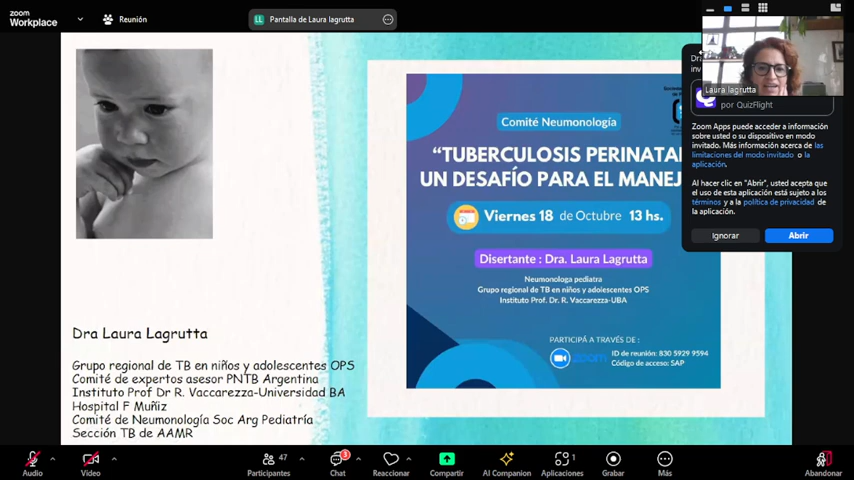 zoom
Workplace
Reunión
LL
Pantalla de Laura lagrutta
Laura lagrutta
por QuizFlight
Zoom Apps puede acceder a información
sobre usted o su dispositivo en modo
invitado. Más información acerca de las
limitaciones del modo invitado o la
aplicación.
Al hacer clic en "Abrir", usted acepta que
el uso de esta aplicación está sujeto a los
términos y a la política de privacidad de
la aplicación.
Ignorar
Abrir
Comité Neumonología
“TUBERCULOSIS PERINATAL
UN DESAFÍO PARA EL MANEJ
Viernes 18 de Octubre 13 hs.
Disertante : Dra. Laura Lagrutta
Neumonologa pediatra
Grupo regional de TB en niños y adolescentes OPS
Instituto Prof. Dr. R. Vaccarezza-UBA
PARTICIPÁ A TRAVÉS DE :
zoom
ID de reunión: 830 5929 9594
Código de acceso: SAP
Dra Laura Lagrutta
Grupo regional de TB en niños y adolescentes OPS
Comité de expertos asesor PNTB Argentina
Instituto Prof Dr R. Vaccarezza-Universidad BA
Hospital F Muñiz
Comité de Neumonología Soc Arg Pediatría
Sección TB de AAMR
Audio
Video
47
Participantes
3
Chat
Reaccionar
Compartir
AI Companion
1
Aplicaciones
Grabar
Más
Abandonar